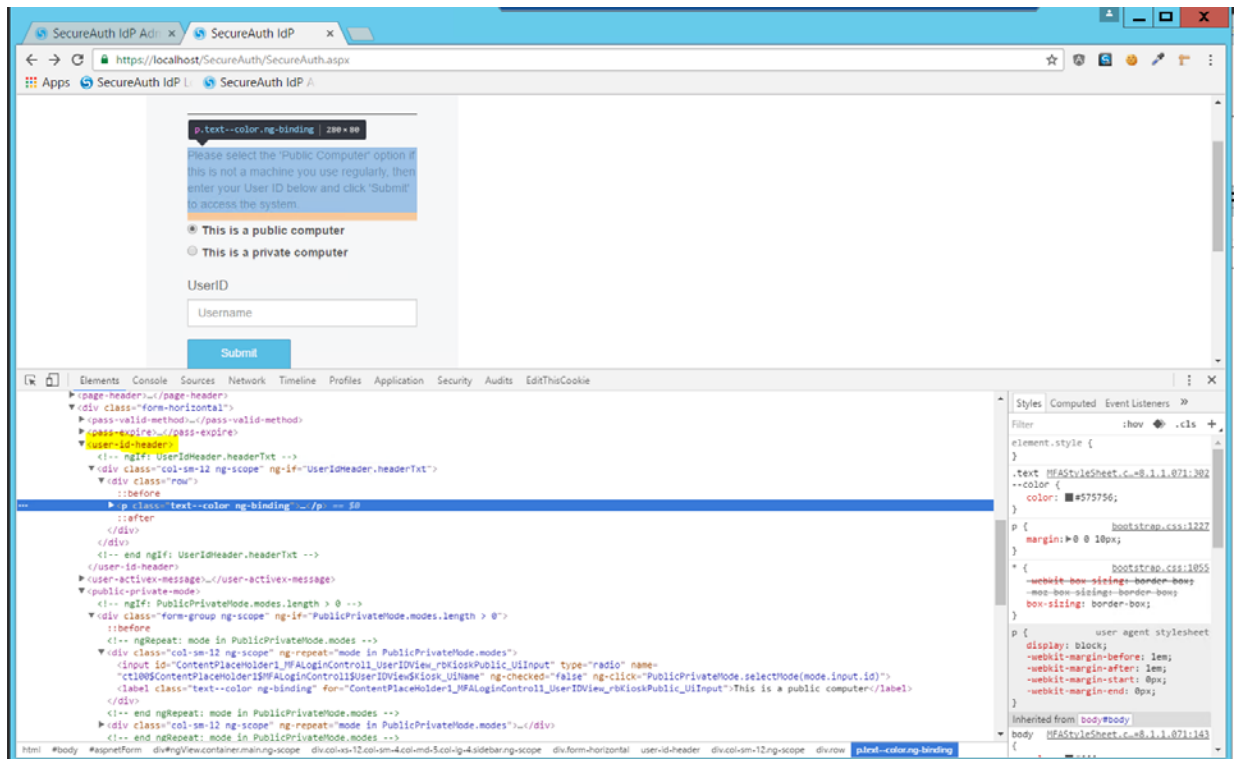 SecureAuth IdP Adm × SecureAuth IdP ×
https://localhost/SecureAuth/SecureAuth.aspx
Apps SecureAuth IdP L SecureAuth IdP A
p.text--color.ng-binding | 280×80
Please select the 'Public Computer' option if
this is not a machine you use regularly, then
enter your User ID below and click 'Submit'
to access the system.
This is a public computer
This is a private computer
UserID
Username
Submit
Elements Console Sources Network Timeline Profiles Application Security Audits EditThisCookie
<page-header>…</page-header>
<div class="form-horizontal">
<pass-valid-method>…</pass-valid-method>
<pass-expire>…</pass-expire>
<user-id-header>
<!-- ngIf: UserIdHeader.headerTxt -->
<div class="col-sm-12 ng-scope" ng-if="UserIdHeader.headerTxt">
<div class="row">
::before
<p class="text--color ng-binding">…</p> == $0
::after
</div>
</div>
<!-- end ngIf: UserIdHeader.headerTxt -->
</user-id-header>
<user-activex-message>…</user-activex-message>
<public-private-mode>
<!-- ngIf: PublicPrivateMode.modes.length > 0 -->
<div class="form-group ng-scope" ng-if="PublicPrivateMode.modes.length > 0">
::before
<!-- ngRepeat: mode in PublicPrivateMode.modes -->
<div class="col-sm-12 ng-scope" ng-repeat="mode in PublicPrivateMode.modes">
<input id="ContentPlaceHolder1_MFALoginControl1_UserIDView_rbKioskPublic_UiInput" type="radio" name=
"ctl00$ContentPlaceHolder1$MFALoginControl1$UserIDView$Kiosk_UiName" ng-checked="false" ng-click="PublicPrivateMode.selectMode(mode.input.id)">
<label class="text--color ng-binding" for="ContentPlaceHolder1_MFALoginControl1_UserIDView_rbKioskPublic_UiInput">This is a public computer</label>
</div>
<!-- end ngRepeat: mode in PublicPrivateMode.modes -->
<div class="col-sm-12 ng-scope" ng-repeat="mode in PublicPrivateMode.modes">…</div>
<!-- end ngRepeat: mode in PublicPrivateMode.modes -->
html #body #aspnetForm div#ngView.container.main.ng-scope div.col-xs-12.col-sm-4.col-md-5.col-lg-4.sidebar.ng-scope div.form-horizontal user-id-header div.col-sm-12.ng-scope div.row p.text--color.ng-binding
Styles Computed Event Listeners »
Filter :hov .cls +
element.style {
}
.text MFAStyleSheet.c…=8.1.1.071:302
--color {
color: #575756;
}
p { bootstrap.css:1227
margin: 0 0 10px;
}
* { bootstrap.css:1055
-webkit-box-sizing: border-box;
-moz-box-sizing: border-box;
box-sizing: border-box;
}
p { user agent stylesheet
display: block;
-webkit-margin-before: 1em;
-webkit-margin-after: 1em;
-webkit-margin-start: 0px;
-webkit-margin-end: 0px;
}
Inherited from body#body
body MFAStyleSheet.c…=8.1.1.071:143
{